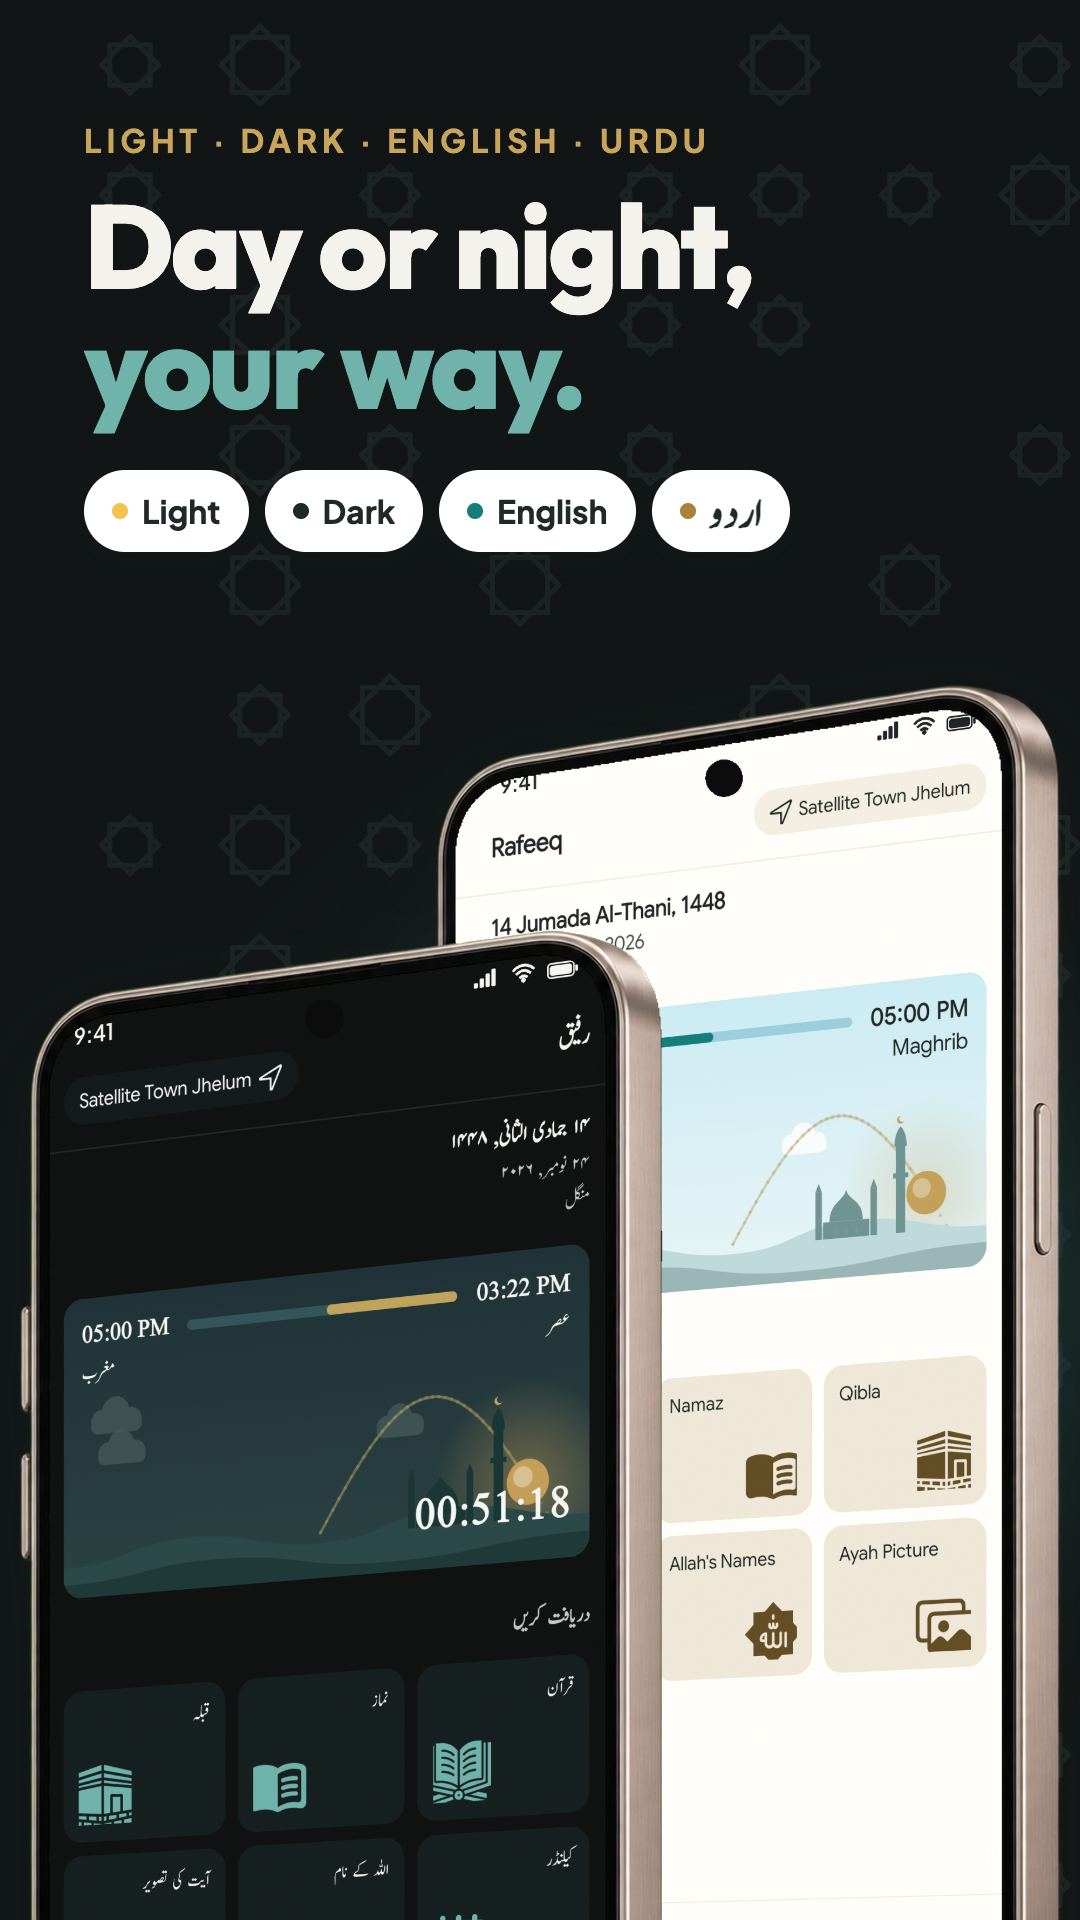 LIGHT · DARK · ENGLISH · URDU
Day or night,
your way.
Light
Dark
English
اردو
9:41
Rafeeq
Satellite Town Jhelum
14 Jumada Al-Thani, 1448
2026
05:00 PM
Maghrib
Namaz
Qibla
Allah's Names
Ayah Picture
الله
9:41
رفیق
Satellite Town Jhelum
۱۴ جمادی الثانی, ۱۴۴۸
۲۴ نومبر, ۲۰۲۶
منگل
03:22 PM
عصر
05:00 PM
مغرب
00:51:18
دریافت کریں
قرآن
نماز
قبلہ
کیلنڈر
اللہ کے نام
آیت کی تصویر